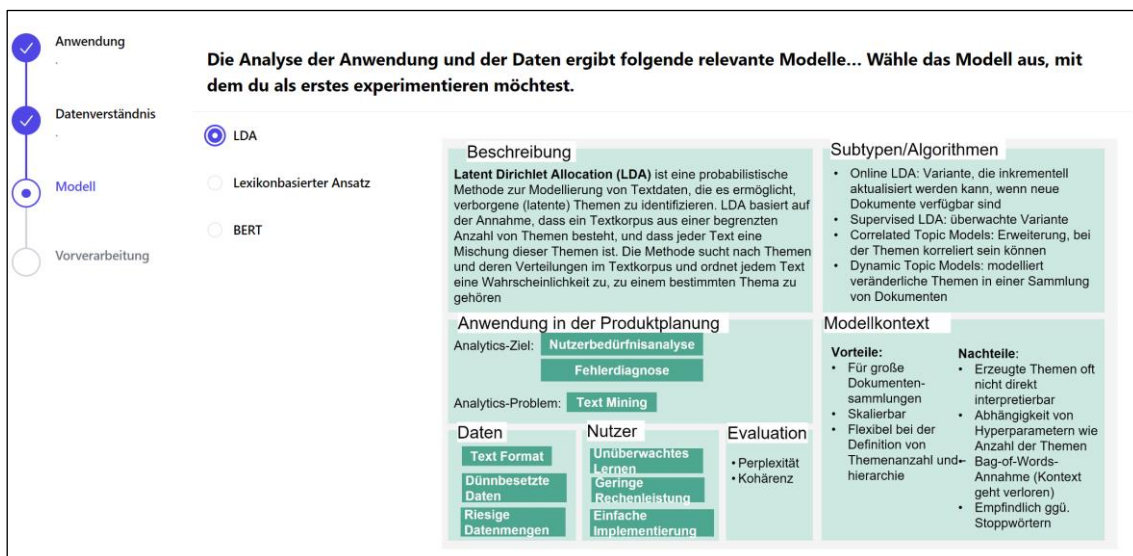 Anwendung
Datenverständnis
Modell
Vorverarbeitung
Die Analyse der Anwendung und der Daten ergibt folgende relevante Modelle... Wähle das Modell aus, mit
dem du als erstes experimentieren möchtest.
LDA
Lexikonbasierter Ansatz
BERT
Beschreibung
Latent Dirichlet Allocation (LDA) ist eine probabilistische
Methode zur Modellierung von Textdaten, die es ermöglicht,
verborgene (latente) Themen zu identifizieren. LDA basiert auf
der Annahme, dass ein Textkorpus aus einer begrenzten
Anzahl von Themen besteht, und dass jeder Text eine
Mischung dieser Themen ist. Die Methode sucht nach Themen
und deren Verteilungen im Textkorpus und ordnet jedem Text
eine Wahrscheinlichkeit zu, zu einem bestimmten Thema zu
gehören
Subtypen/Algorithmen
• Online LDA: Variante, die inkrementell
aktualisiert werden kann, wenn neue
Dokumente verfügbar sind
• Supervised LDA: überwachte Variante
• Correlated Topic Models: Erweiterung, bei
der Themen korreliert sein können
• Dynamic Topic Models: modelliert
veränderliche Themen in einer Sammlung
von Dokumenten
Anwendung in der Produktplanung
Analytics-Ziel: Nutzerbedürfnisanalyse
Fehlerdiagnose
Analytics-Problem: Text Mining
Daten
Text Format
Dünnbesetzte
Daten
Riesige
Datenmengen
Nutzer
Unüberwachtes
Lernen
Geringe
Rechenleistung
Einfache
Implementierung
Evaluation
• Perplexität
• Kohärenz
Modellkontext
Vorteile:
• Für große
Dokumenten-
sammlungen
• Skalierbar
• Flexibel bei der
Definition von
Themenanzahl und-
hierarchie
Nachteile:
• Erzeugte Themen oft
nicht direkt
interpretierbar
• Abhängigkeit von
Hyperparametern wie
Anzahl der Themen
• Bag-of-Words-
Annahme (Kontext
geht verloren)
• Empfindlich ggü.
Stoppwörtern